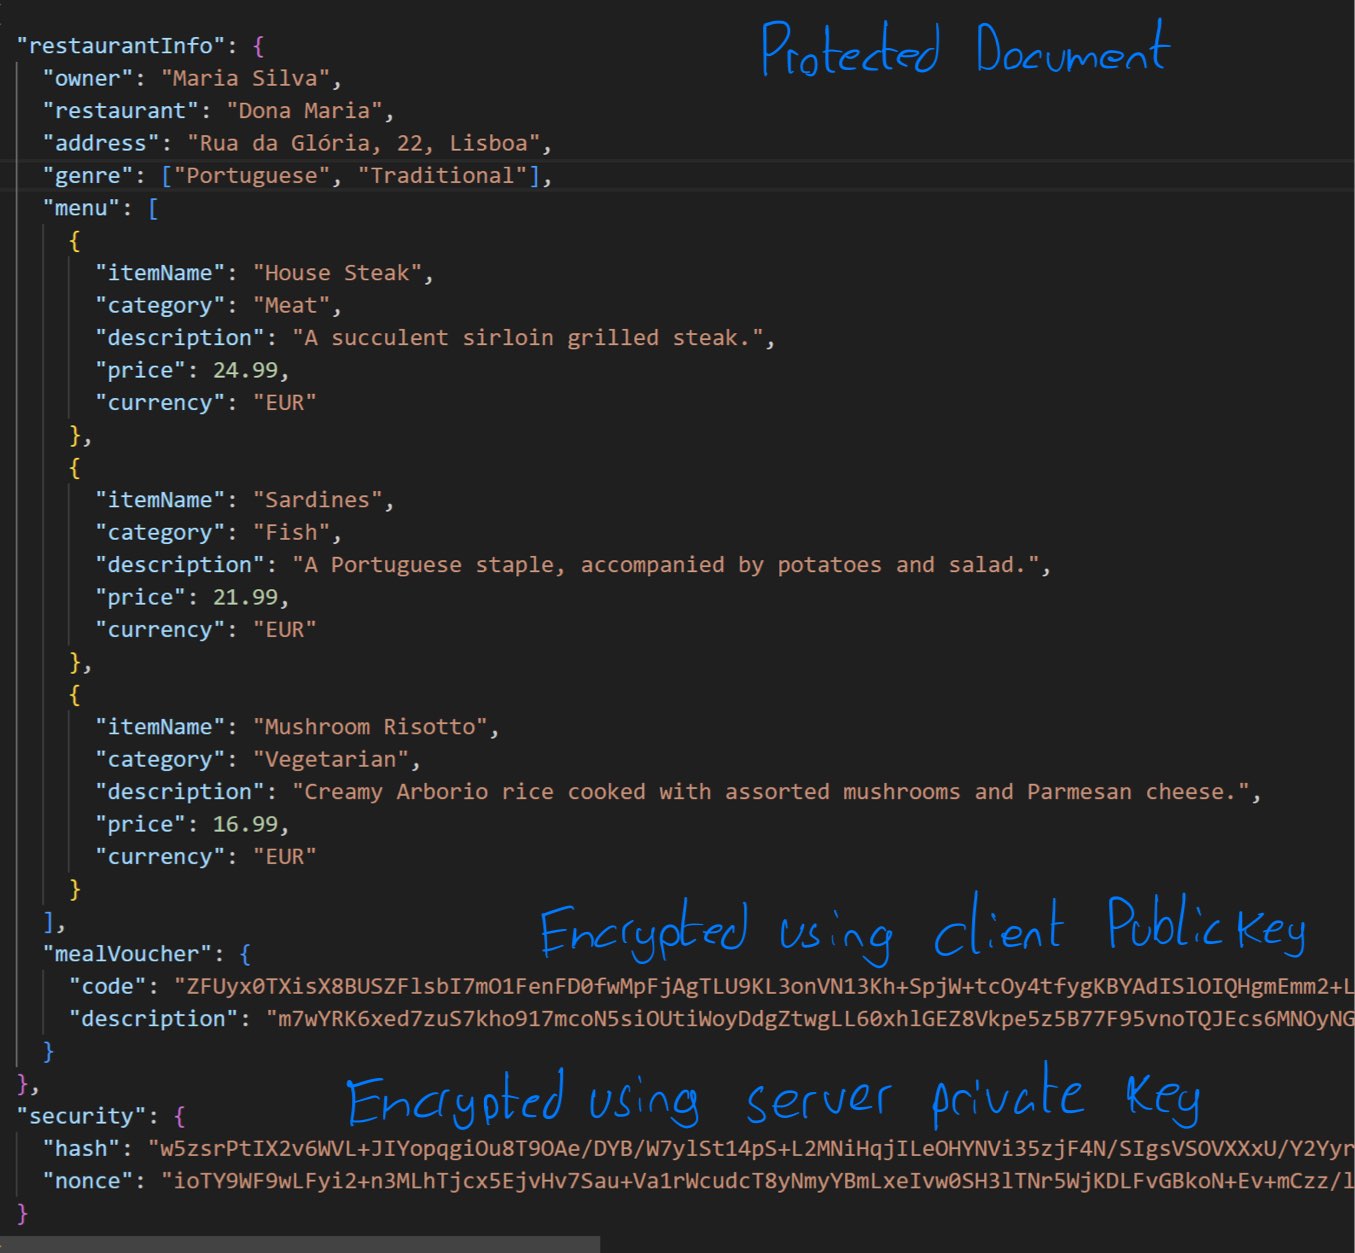 Protected Document
"restaurantInfo": {
"owner": "Maria Silva",
"restaurant": "Dona Maria",
"address": "Rua da Glória, 22, Lisboa",
"genre": ["Portuguese", "Traditional"],
"menu": [
{
"itemName": "House Steak",
"category": "Meat",
"description": "A succulent sirloin grilled steak.",
"price": 24.99,
"currency": "EUR"
},
{
"itemName": "Sardines",
"category": "Fish",
"description": "A Portuguese staple, accompanied by potatoes and salad.",
"price": 21.99,
"currency": "EUR"
},
{
"itemName": "Mushroom Risotto",
"category": "Vegetarian",
"description": "Creamy Arborio rice cooked with assorted mushrooms and Parmesan cheese.",
"price": 16.99,
"currency": "EUR"
}
],
Encrypted using client Public Key
"mealVoucher": {
"code": "ZFUyx0TXisX8BUSZFlsbI7mO1FenFD0fwMpFjAgTLU9KL3onVN13Kh+SpjW+tcOy4tfygKBYAdISlOIQHgmEmm2+L
"description": "m7wYRK6xed7zuS7kho917mcoN5siOUtiWoyDdgZtwgLL60xhlGEZ8Vkpe5z5B77F95vnoTQJEcs6MNOyNG
}
},
Encrypted using server private Key
"security": {
"hash": "w5zsrPtIX2v6WVL+JIYopqgiOu8T9OAe/DYB/W7ylSt14pS+L2MNiHqjILeOHYNVi35zjF4N/SIgsVSOVXXxU/Y2Yyr
"nonce": "ioTY9WF9wLFyi2+n3MLhTjcx5EjvHv7Sau+Va1rWcudcT8yNmyYBmLxeIvw0SH3lTNr5WjKDLFvGBkoN+Ev+mCzz/l
}